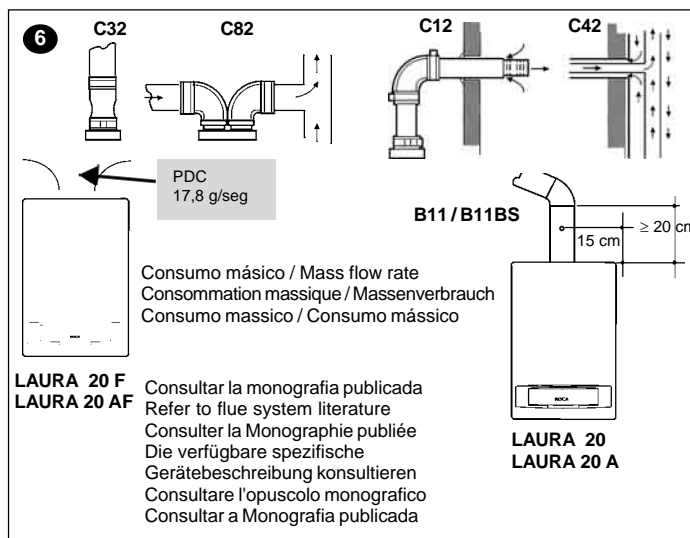 6
C32
C82
C12
C42
PDC
17,8 g/seg
B11 / B11BS
15 cm
≥ 20 cm
Consumo másico / Mass flow rate
Consommation massique / Massenverbrauch
Consumo massico / Consumo mássico
ROCA
LAURA 20 F
LAURA 20 AF
Consultar la monografia publicada
Refer to flue system literature
Consulter la Monographie publiée
Die verfügbare spezifische
Gerätebeschreibung konsultieren
Consultare l'opuscolo monografico
Consultar a Monografia publicada
ROCA
LAURA 20
LAURA 20 A